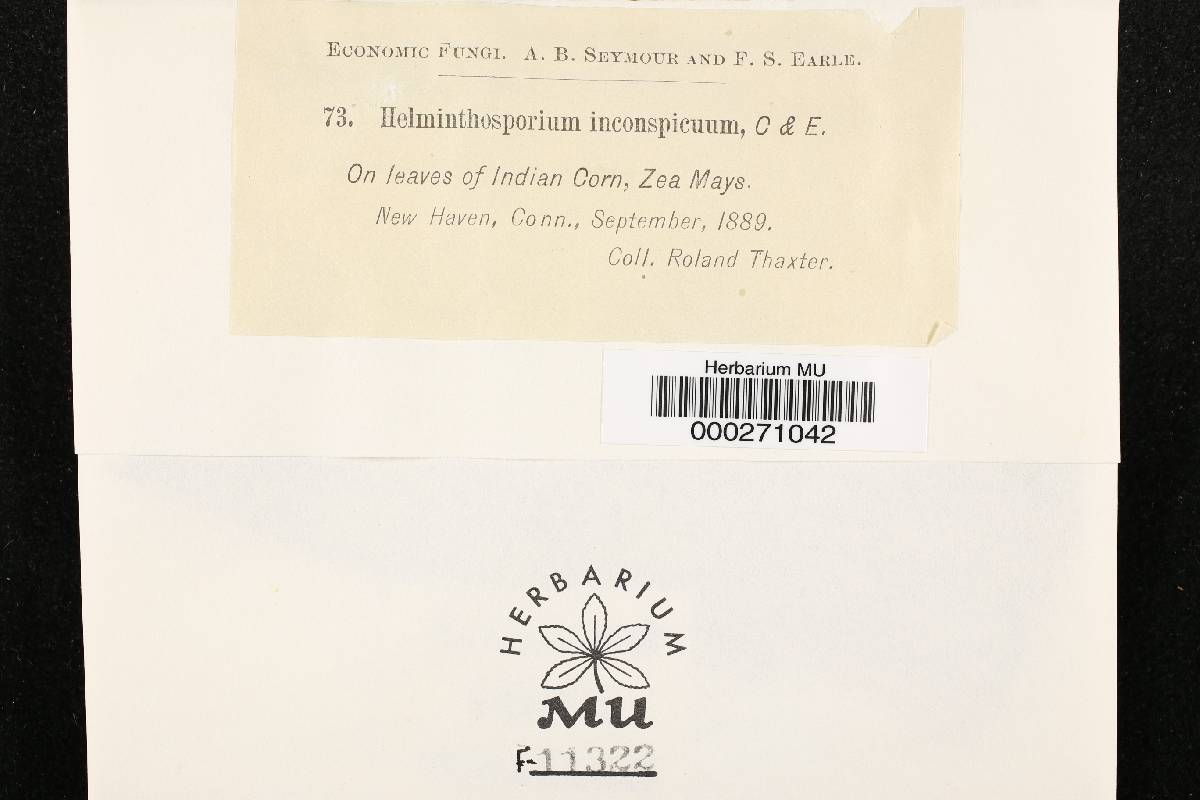 Economic Fungi. A. B. Seymour and F. S. Earle.
73. Helminthosporium inconspicuum, C & E.
On leaves of Indian Corn, Zea Mays.
New Haven, Conn., September, 1889.
Coll. Roland Thaxter.
Herbarium MU
000271042
HERBARIUM
MU
F-11322